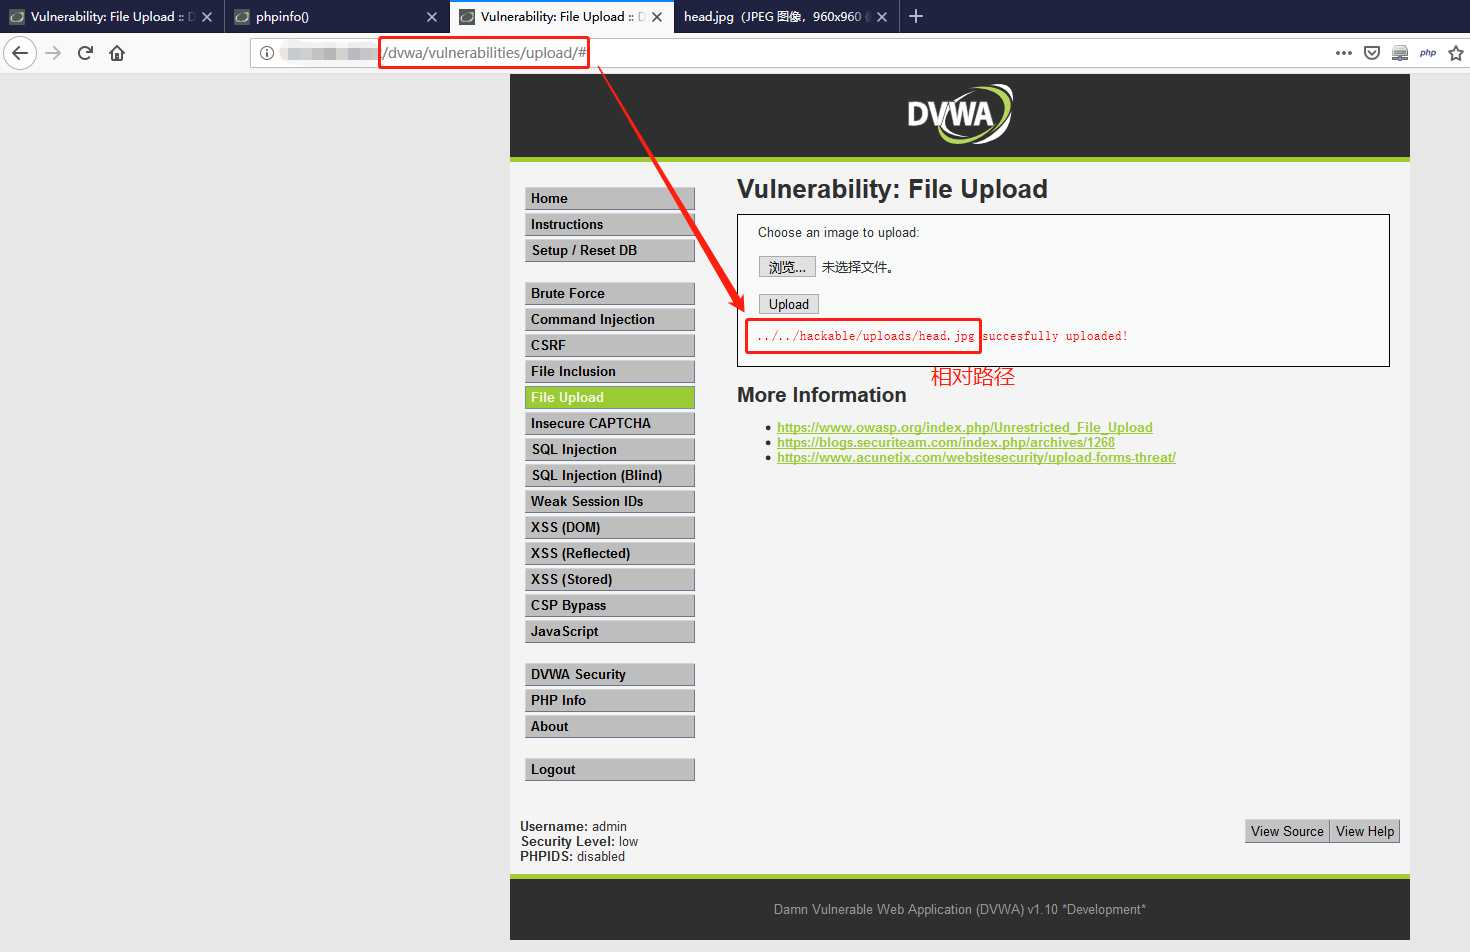 Vulnerability: File Upload :: D
phpinfo()
Vulnerability: File Upload :: D
head.jpg（JPEG 图像，960x960
/dvwa/vulnerabilities/upload/#
php
DVWA
Home
Instructions
Setup / Reset DB
Brute Force
Command Injection
CSRF
File Inclusion
File Upload
Insecure CAPTCHA
SQL Injection
SQL Injection (Blind)
Weak Session IDs
XSS (DOM)
XSS (Reflected)
XSS (Stored)
CSP Bypass
JavaScript
DVWA Security
PHP Info
About
Logout
Vulnerability: File Upload
Choose an image to upload:
浏览... 未选择文件。
Upload
../../hackable/uploads/head.jpg succesfully uploaded!
相对路径
More Information
https://www.owasp.org/index.php/Unrestricted_File_Upload
https://blogs.securiteam.com/index.php/archives/1268
https://www.acunetix.com/websitesecurity/upload-forms-threat/
Username: admin
Security Level: low
PHPIDS: disabled
View Source View Help
Damn Vulnerable Web Application (DVWA) v1.10 *Development*